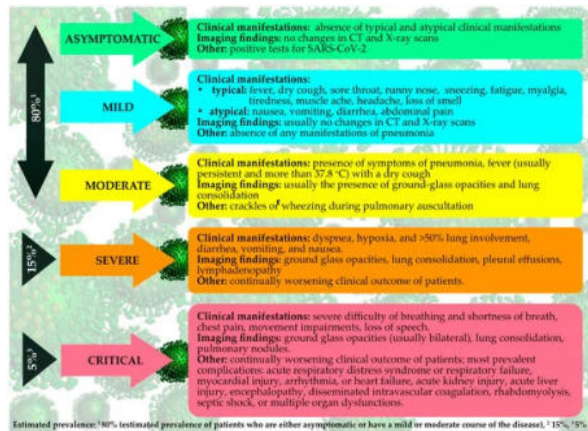 ASYMPTOMATIC
Clinical manifestations: absence of typical and atypical clinical manifestations
Imaging findings: no changes in CT and X-ray scans
Other: positive tests for SARS-CoV-2
80%¹
MILD
Clinical manifestations:
• typical: fever, dry cough, sore throat, runny nose, sneezing, fatigue, myalgia,
tiredness, muscle ache, headache, loss of smell
• atypical: nausea, vomiting, diarrhea, abdominal pain
Imaging findings: usually no changes in CT and X-ray scans
Other: absence of any manifestations of pneumonia
MODERATE
Clinical manifestations: presence of symptoms of pneumonia, fever (usually
persistent and more than 37.8 °C) with a dry cough
Imaging findings: usually the presence of ground-glass opacities and lung
consolidation
Other: crackles or wheezing during pulmonary auscultation
15%²
SEVERE
Clinical manifestations: dyspnea, hypoxia, and >50% lung involvement,
diarrhea, vomiting, and nausea.
Imaging findings: ground glass opacities, lung consolidation, pleural effusions,
lymphadenopathy
Other: continually worsening clinical outcome of patients.
5%³
CRITICAL
Clinical manifestations: severe difficulty of breathing and shortness of breath,
chest pain, movement impairments, loss of speech.
Imaging findings: ground glass opacities (usually bilateral), lung consolidation,
pulmonary nodules.
Other: continually worsening clinical outcome of patients; most prevalent
complications: acute respiratory distress syndrome or respiratory failure,
myocardial injury, arrhythmia, or heart failure, acute kidney injury, acute liver
injury, encephalopathy, disseminated intravascular coagulation, rhabdomyolysis,
septic shock, or multiple organ dysfunctions.
Estimated prevalence: ¹ 80% (estimated prevalence of patients who are either asymptomatic or have a mild or moderate course of the disease), ² 15%, ³ 5%